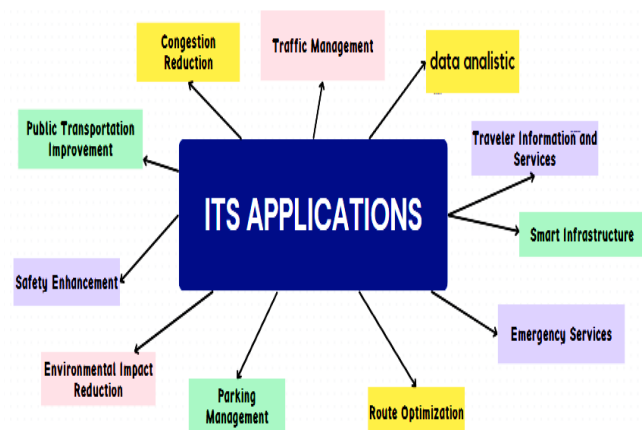 Congestion
Reduction
Traffic Management
data analistic
Public Transportation
Improvement
Traveler Information and
Services
ITS APPLICATIONS
Smart Infrastructure
Safety Enhancement
Emergency Services
Environmental Impact
Reduction
Parking
Management
Route Optimization